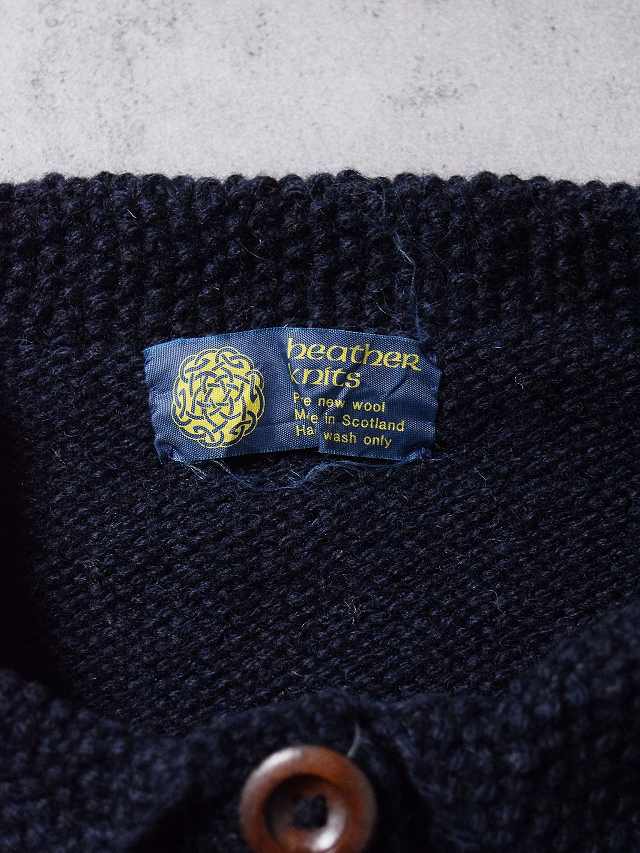 heather
knits
new wool
in Scotland
wash only